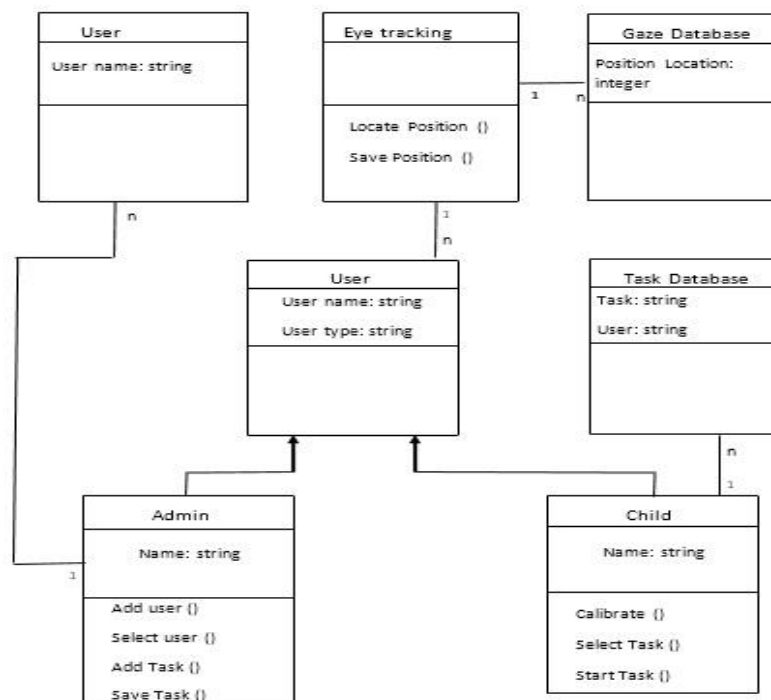 User
User name: string
Eye tracking
Locate Position ()
Save Position ()
Gaze Database
Position Location:
integer
1
n
n
1
n
User
User name: string
User type: string
Task Database
Task: string
User: string
n
1
Admin
Name: string
1
Add user ()
Select user ()
Add Task ()
Save Task ()
Child
Name: string
Calibrate ()
Select Task ()
Start Task ()